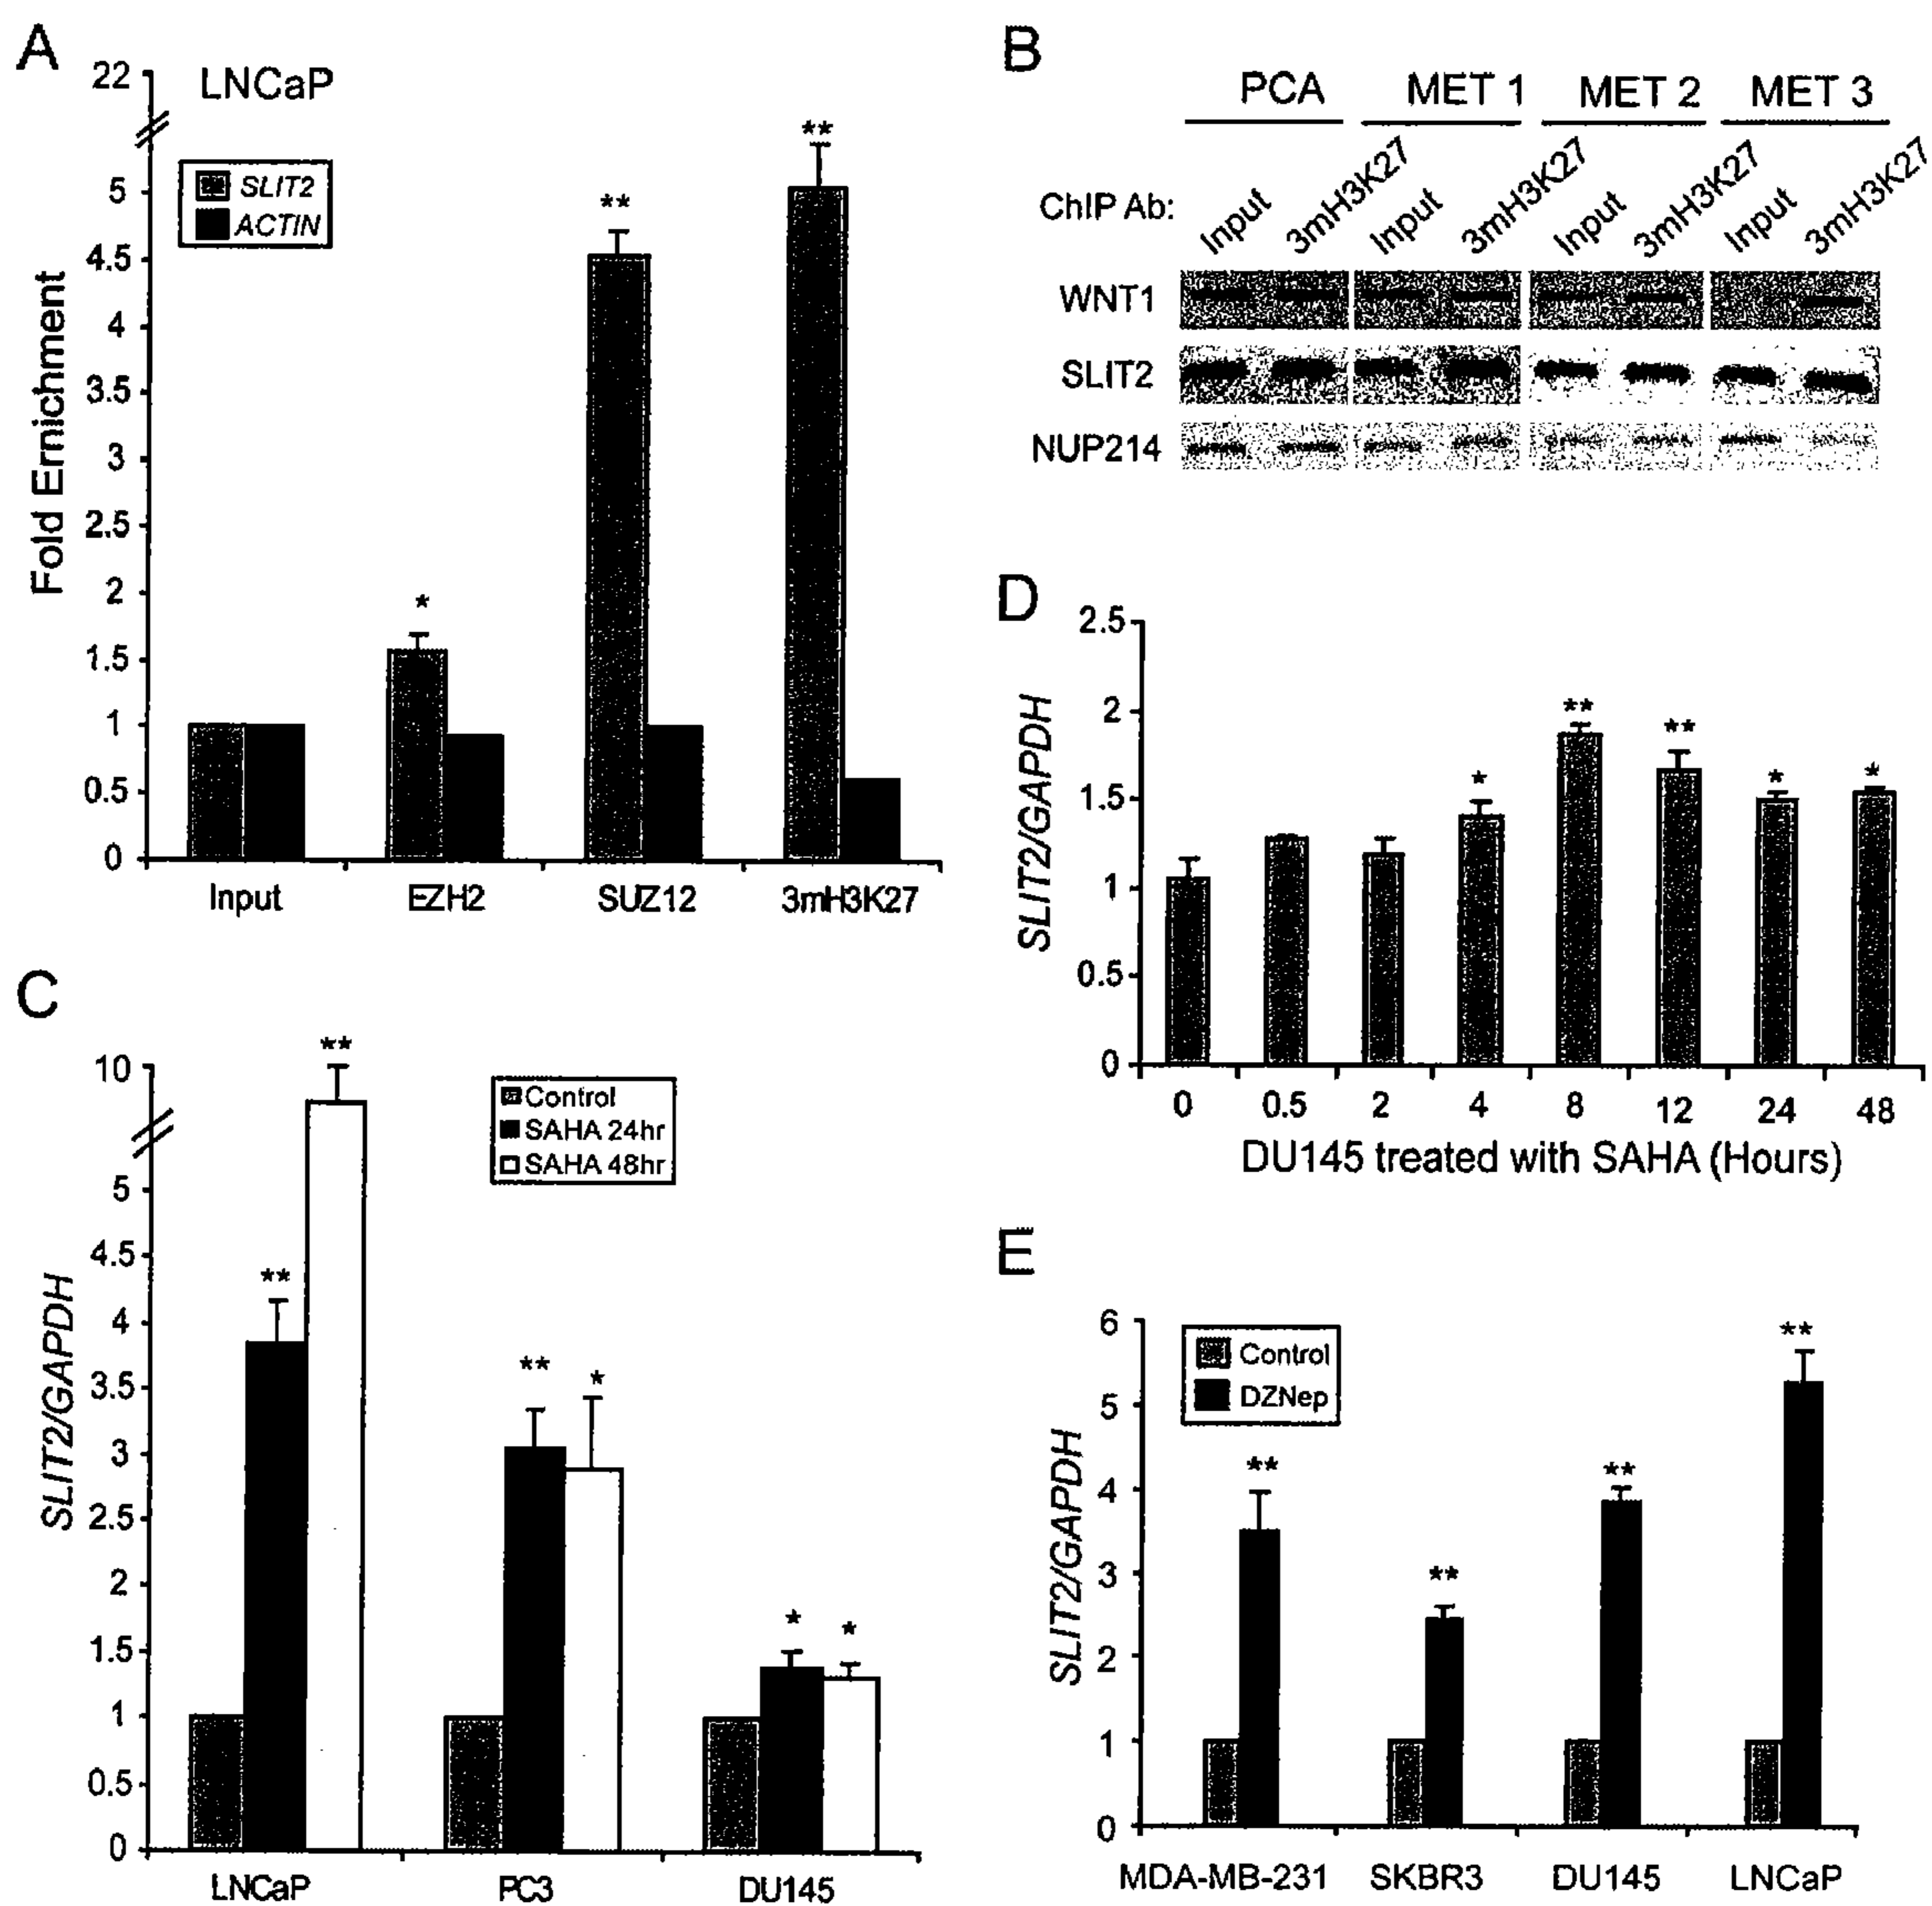 A
LNCaP
22
5
4.5
4
3.5
3
2.5
2
1.5
1
0.5
0
Fold Ernichment
SLIT2
ACTIN
*
**
**
Input EZH2 SUZ12 3mH3K27
B
PCA MET 1 MET 2 MET 3
ChIP Ab:
Input 3mH3K27 Input 3mH3K27 Input 3mH3K27 Input 3mH3K27
WNT1
SLIT2
NUP214
C
10
5
4.5
4
3.5
3
2.5
2
1.5
1
0.5
0
SLIT2/GAPDH
Control
SAHA 24hr
SAHA 48hr
** **
** *
* *
LNCaP PC3 DU145
D
2.5
2
1.5
1
0.5
0
SLIT2/GAPDH
* ** ** * *
0 0.5 2 4 8 12 24 48
DU145 treated with SAHA (Hours)
E
6
5
4
3
2
1
0
SLIT2/GAPDH
Control
DZNep
** ** ** **
MDA-MB-231 SKBR3 DU145 LNCaP